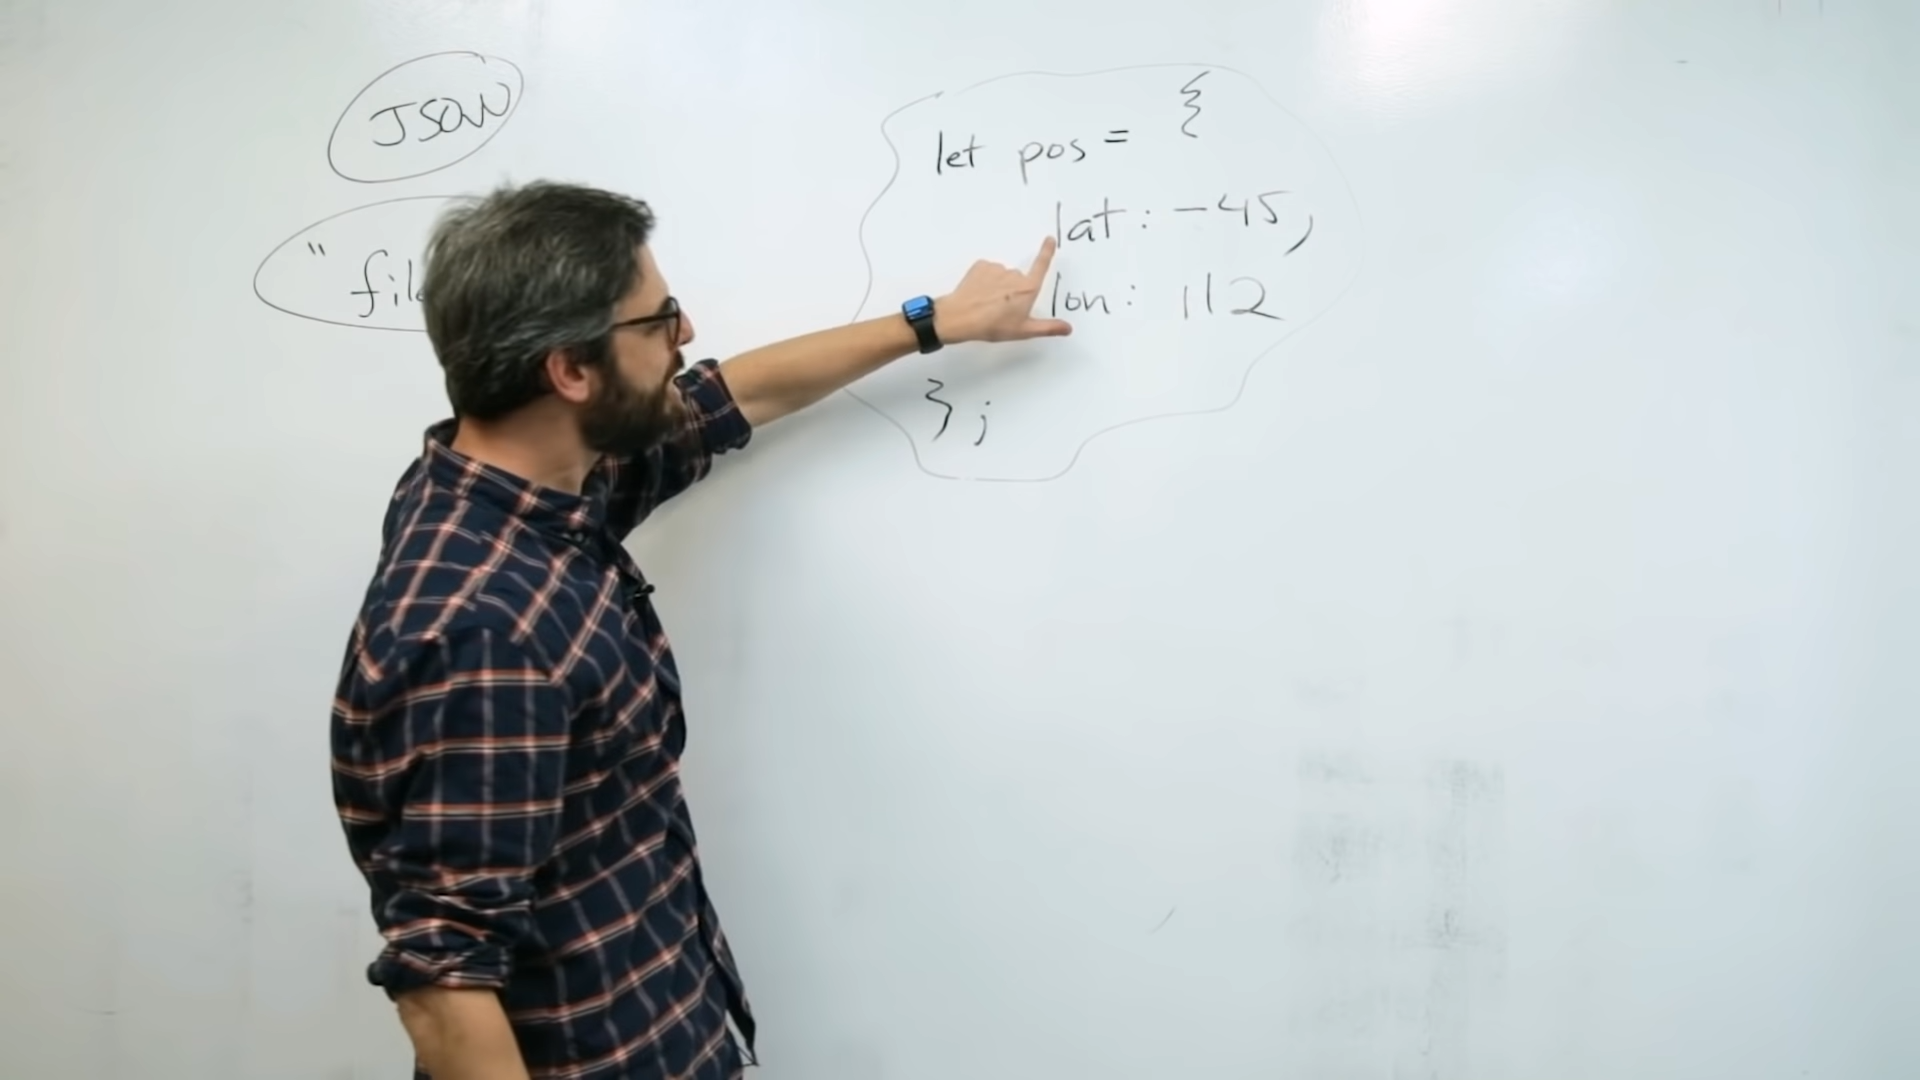 JSON
"
let pos = {
lat: -45,
lon: 112
};